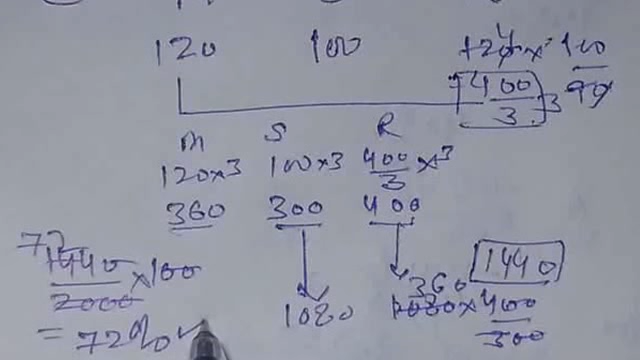 120 100 120 × 100
400/3 90
M S R
120×3 100×3 400/3 ×3
360 300 400
72 360 1440
1440/2000 ×100 1080 1080×400/300
= 72%